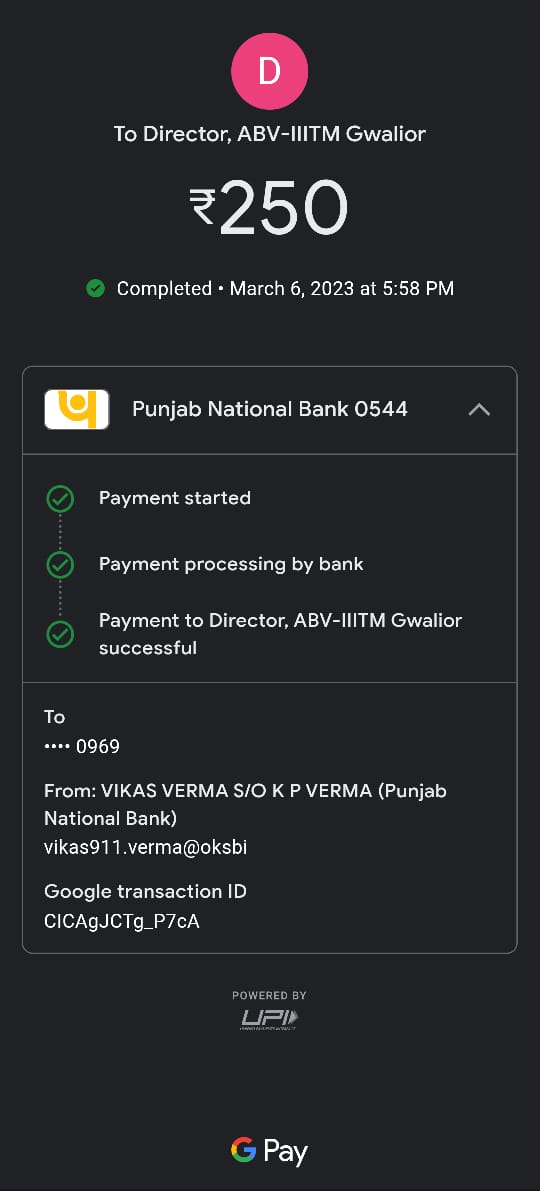 D
To Director, ABV-IIITM Gwalior
₹250
Completed • March 6, 2023 at 5:58 PM
Punjab National Bank 0544
Payment started
Payment processing by bank
Payment to Director, ABV-IIITM Gwalior
successful
To
•••• 0969
From: VIKAS VERMA S/O K P VERMA (Punjab
National Bank)
vikas911.verma@oksbi
Google transaction ID
CICAgJCTg_P7cA
POWERED BY
UPI
G Pay